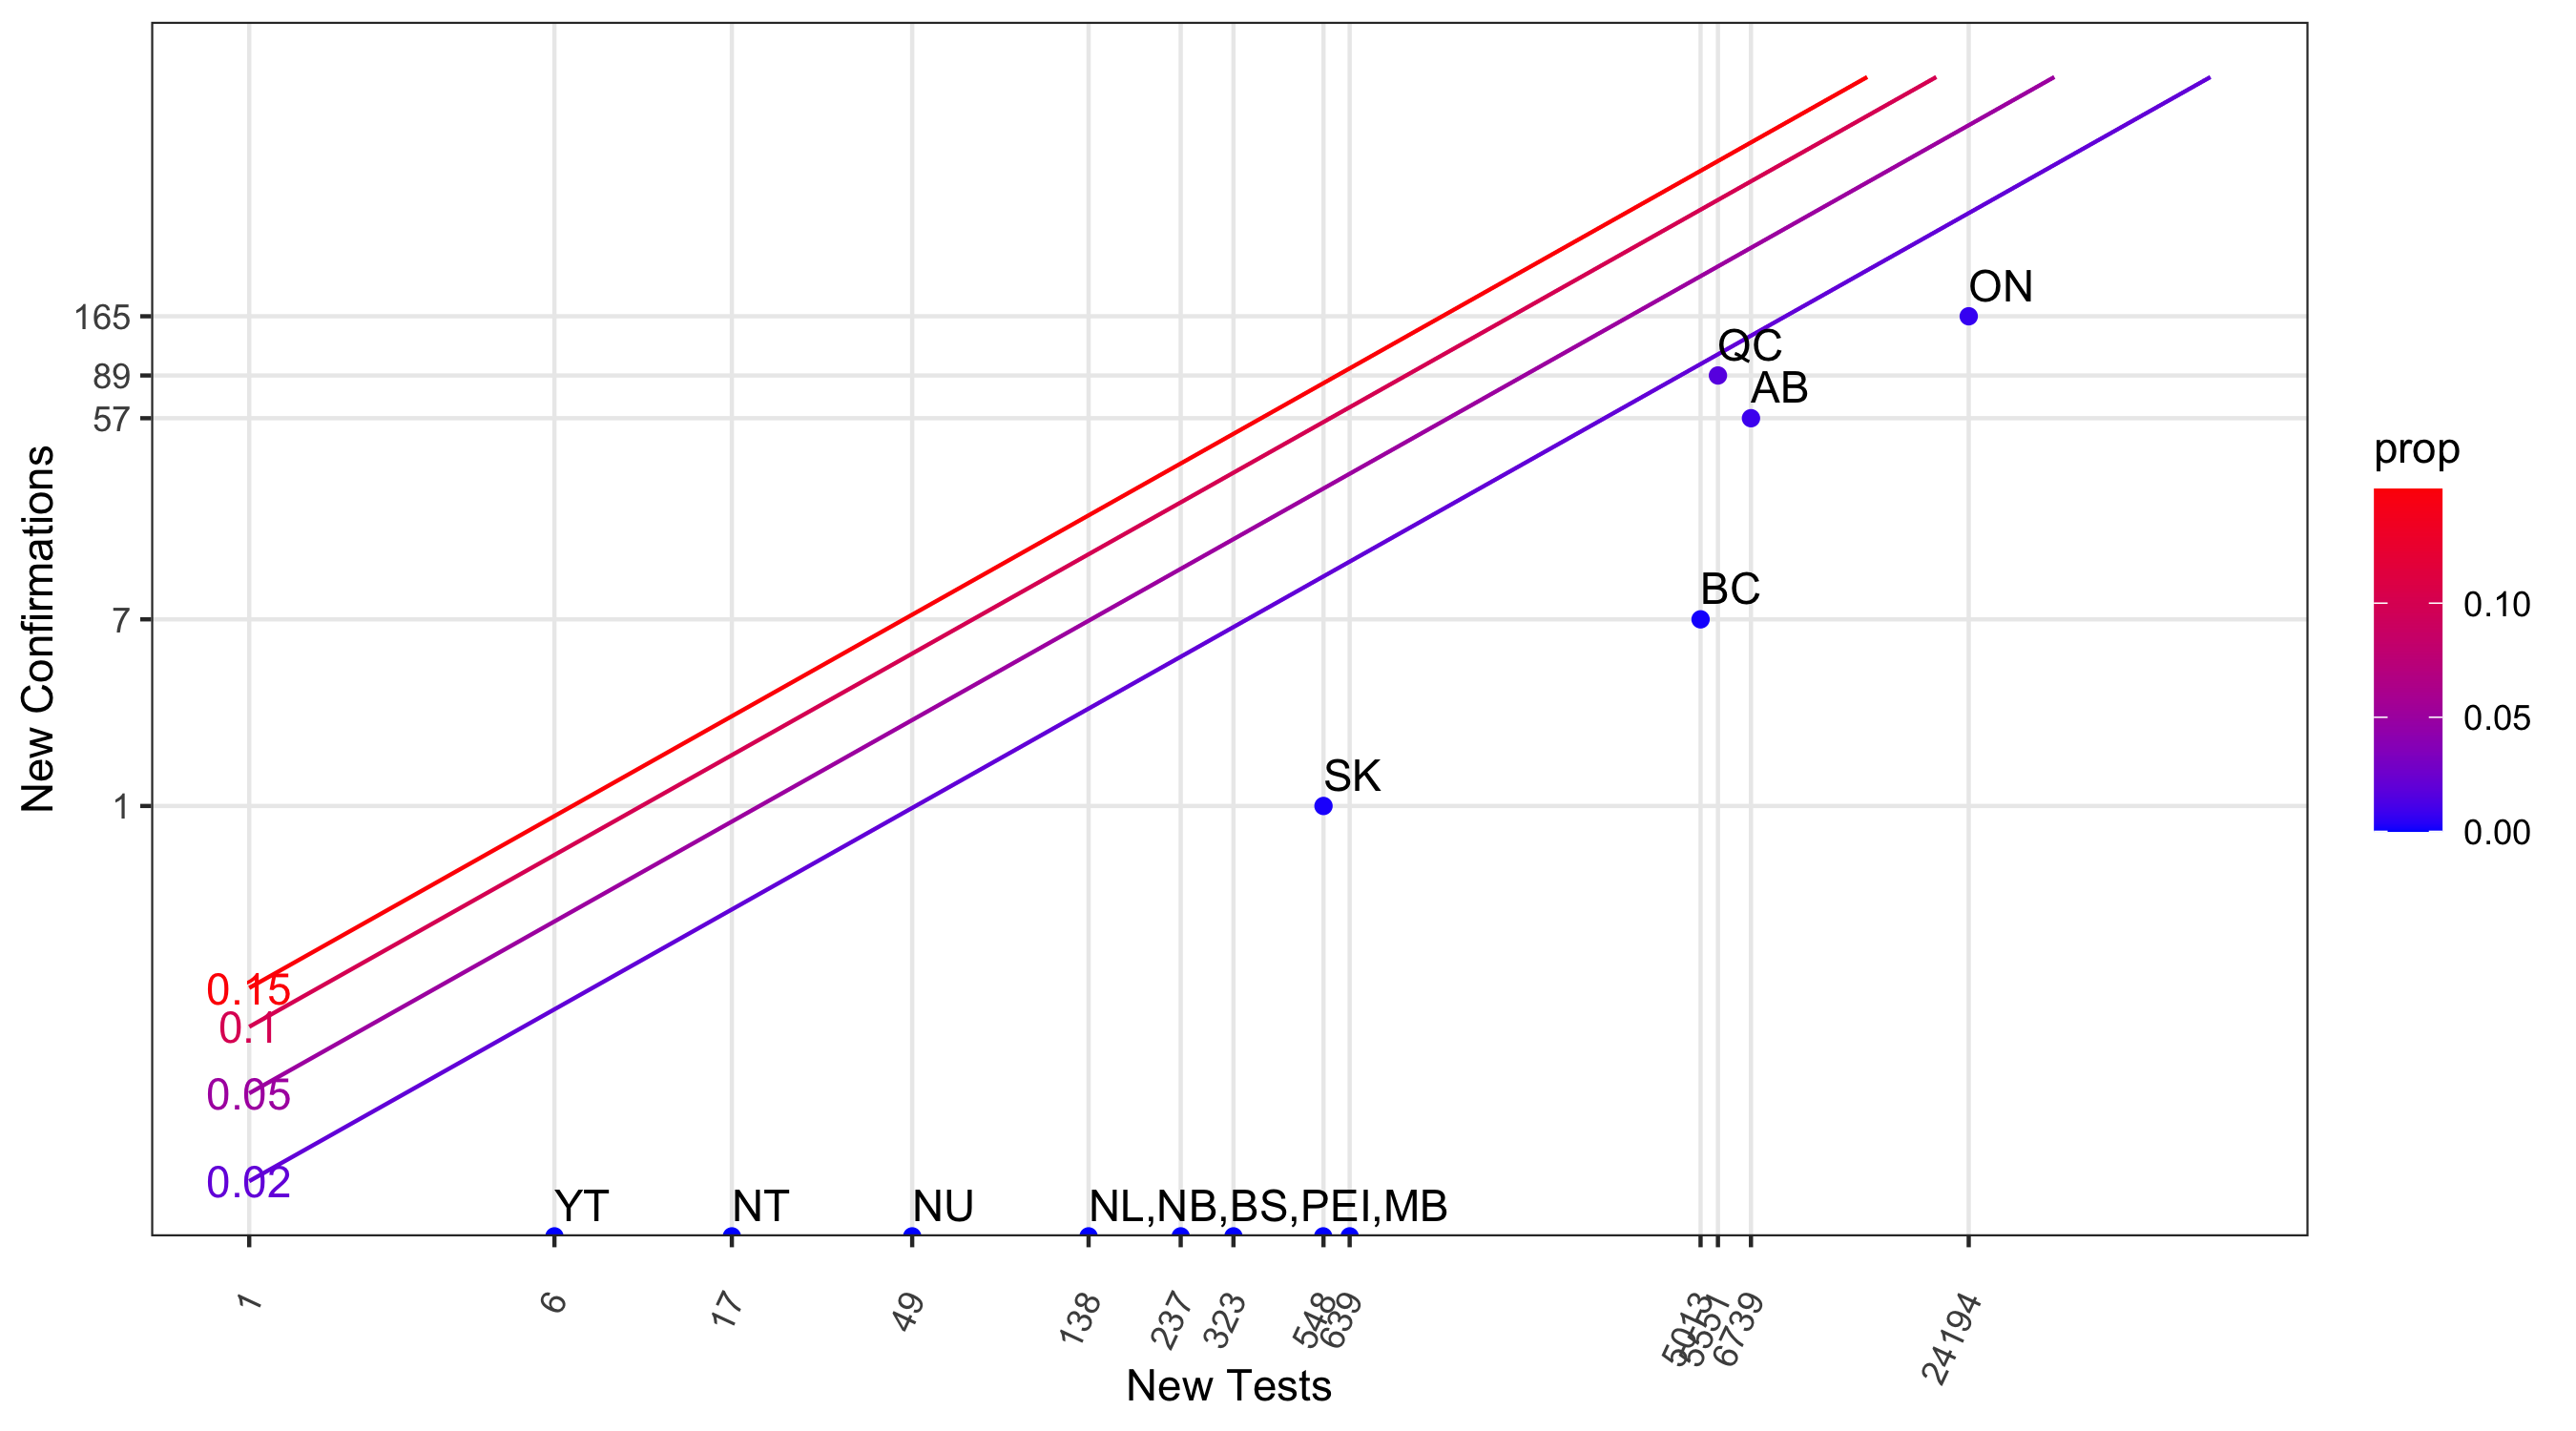 ON
165
QC
89
AB
57
prop
0.10
BC
7
0.05
New Confirmations
SK
1
0.00
0.15
0.1
0.05
0.02
YT
NT
NU
NL,NB,BS,PEI,MB
1
6
17
49
138
237
323
548
639
5013
5551
6739
24194
New Tests